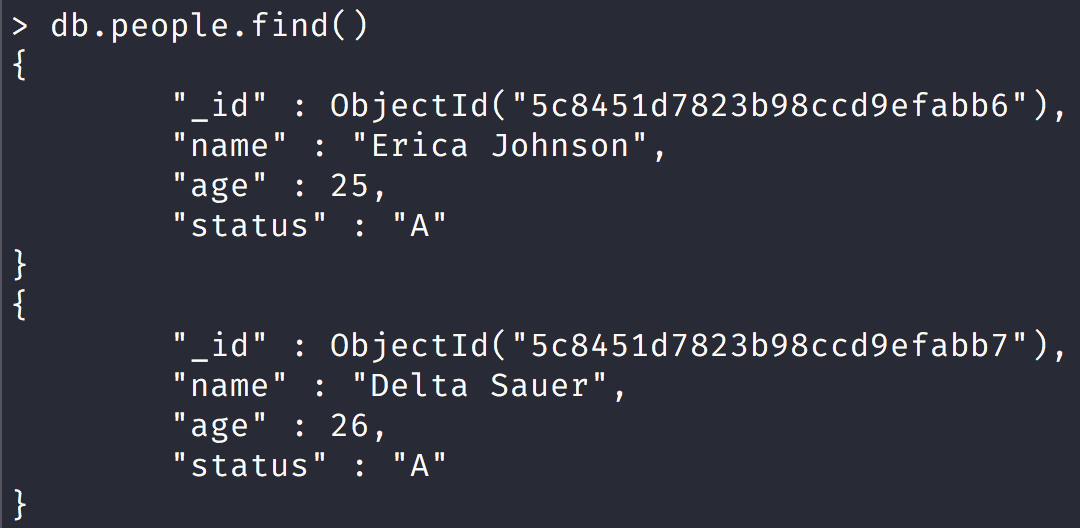 > db.people.find()
{
"_id" : ObjectId("5c8451d7823b98ccd9efabb6"),
"name" : "Erica Johnson",
"age" : 25,
"status" : "A"
}
{
"_id" : ObjectId("5c8451d7823b98ccd9efabb7"),
"name" : "Delta Sauer",
"age" : 26,
"status" : "A"
}